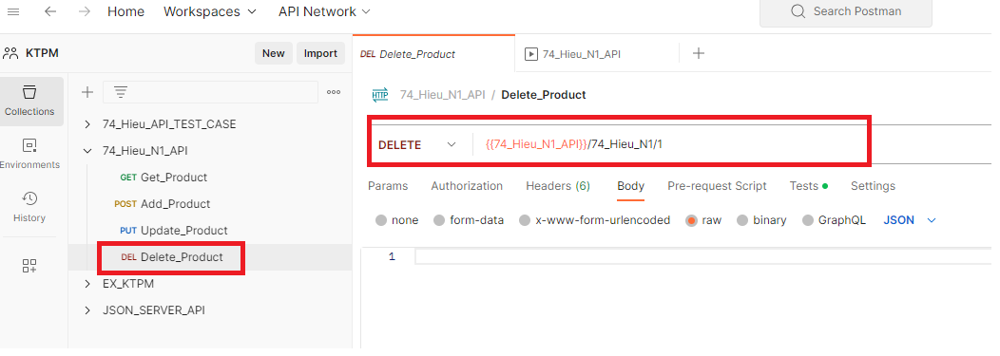 Home Workspaces API Network Search Postman
KTPM New Import
DEL Delete_Product 74_Hieu_N1_API
HTTP 74_Hieu_N1_API / Delete_Product
Collections
Environments
History
74_Hieu_API_TEST_CASE
74_Hieu_N1_API
GET Get_Product
POST Add_Product
PUT Update_Product
DEL Delete_Product
EX_KTPM
JSON_SERVER_API
DELETE {{74_Hieu_N1_API}}/74_Hieu_N1/1
Params Authorization Headers (6) Body Pre-request Script Tests Settings
none form-data x-www-form-urlencoded raw binary GraphQL JSON
1